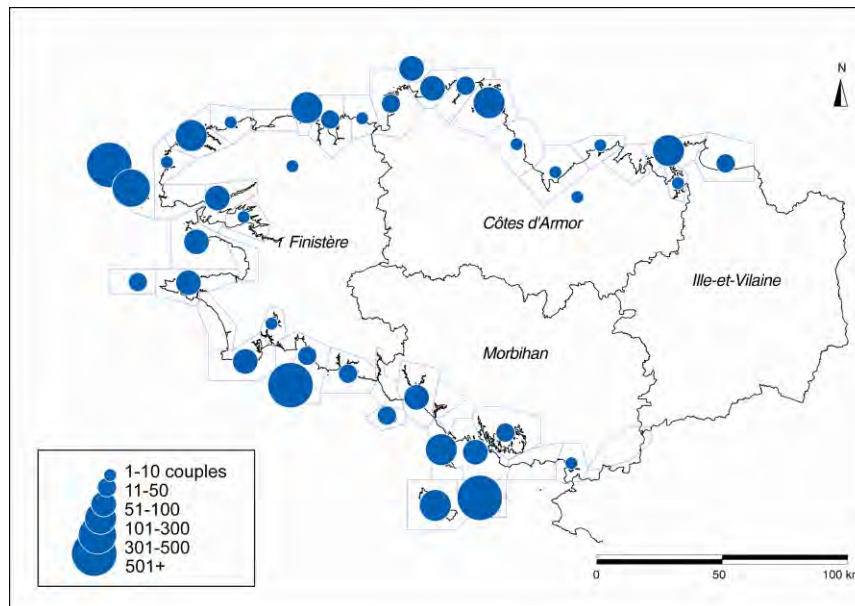 N
Finistère
Côtes d'Armor
Ille-et-Vilaine
Morbihan
1-10 couples
11-50
51-100
101-300
301-500
501+
0 50 100 km